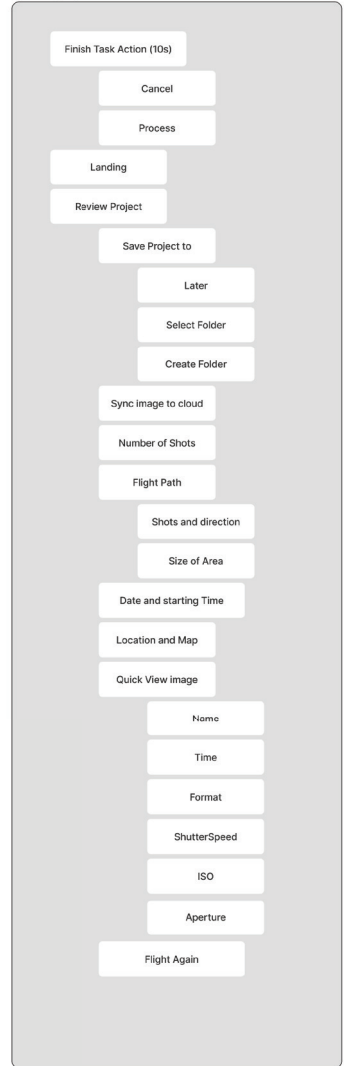 Finish Task Action (10s)
Cancel
Process
Landing
Review Project
Save Project to
Later
Select Folder
Create Folder
Sync image to cloud
Number of Shots
Flight Path
Shots and direction
Size of Area
Date and starting Time
Location and Map
Quick View image
Name
Time
Format
ShutterSpeed
ISO
Aperture
Flight Again